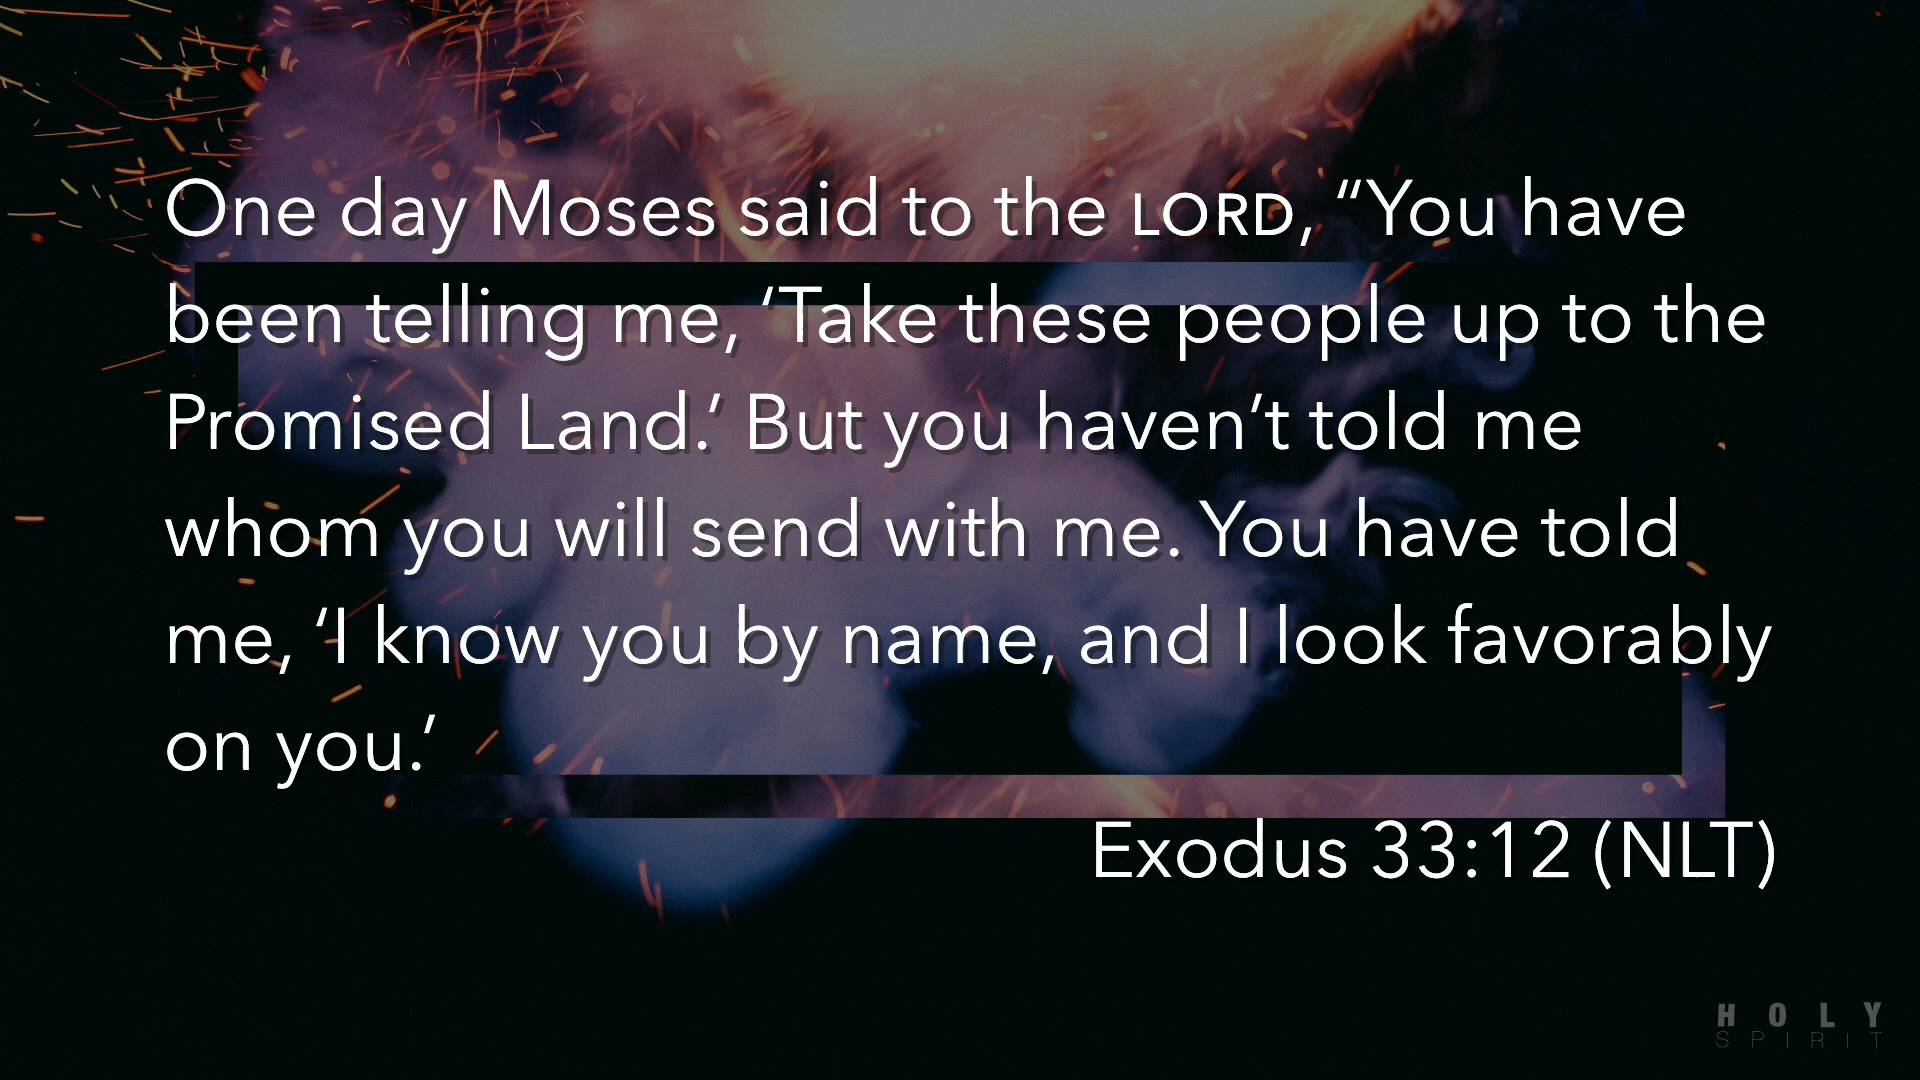 One day Moses said to the LORD, “You have
been telling me, ‘Take these people up to the
Promised Land.’ But you haven’t told me
whom you will send with me. You have told
me, ‘I know you by name, and I look favorably
on you.’
Exodus 33:12 (NLT)
HOLY
SPIRIT